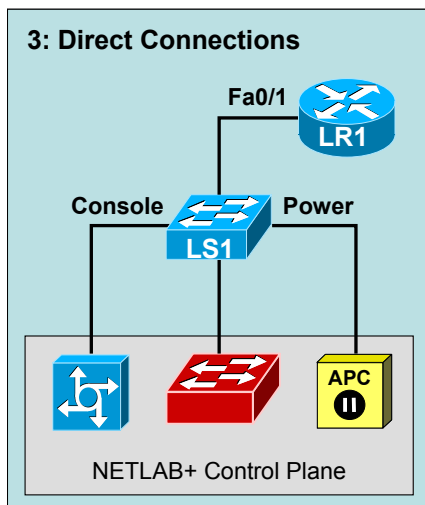 3: Direct Connections
Fa0/1
LR1
Console
Power
LS1
APC
NETLAB+ Control Plane